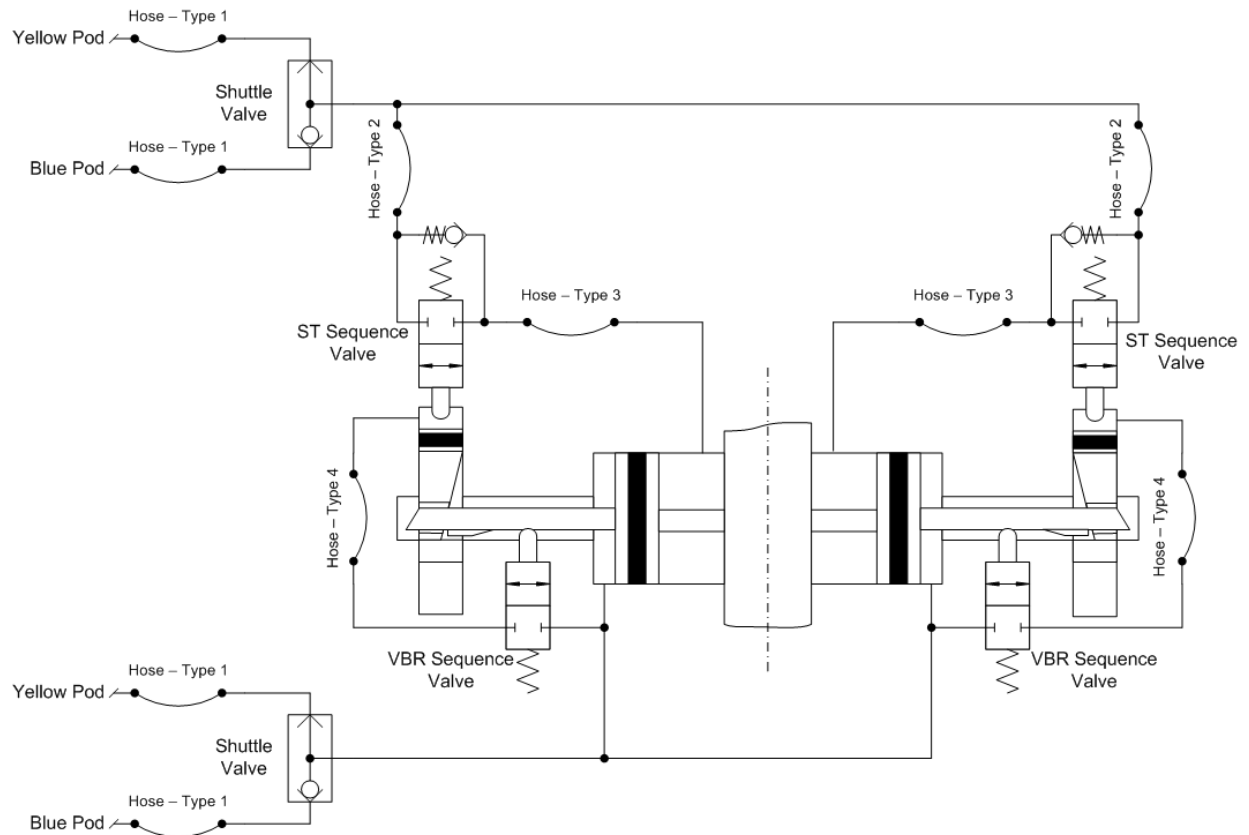 Hose – Type 1
Yellow Pod
Shuttle
Valve
Hose – Type 1
Blue Pod
Hose – Type 2
Hose – Type 2
Hose – Type 3
Hose – Type 3
ST Sequence
Valve
ST Sequence
Valve
Hose – Type 4
Hose – Type 4
VBR Sequence
Valve
VBR Sequence
Valve
Hose – Type 1
Yellow Pod
Shuttle
Valve
Hose – Type 1
Blue Pod